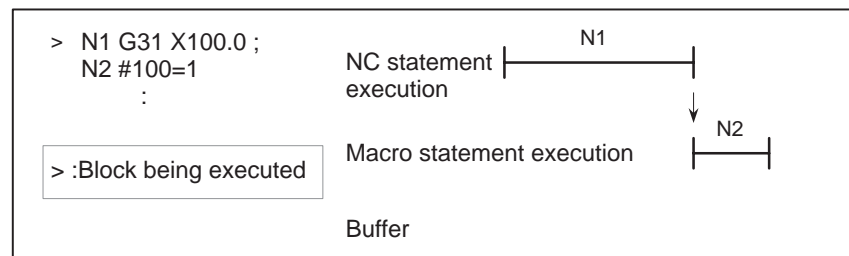 > N1 G31 X100.0 ;
N2 #100=1
:
> :Block being executed
NC statement
execution
N1
Macro statement execution
N2
Buffer